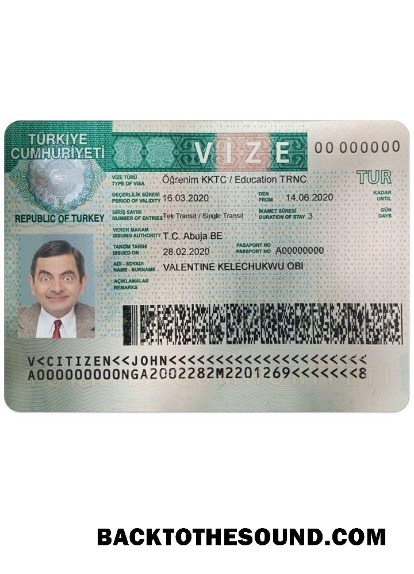 TÜRKİYE
CUMHURİYETİ
VİZE
00 000000
REPUBLIC OF TURKEY
TUR
VİZE TÜRÜ
TYPE OF VISA
Öğrenim KKTC / Education TRNC
GEÇERLİLİK SÜRESİ
PERIOD OF VALIDITY
16.03.2020
DEN
FROM
14.06.2020
KADAR
UNTIL
GİRİŞ SAYISI
NUMBER OF ENTRIES
Tek Transit / Single Transit
İKAMET SÜRESİ
DURATION OF STAY
3
GÜN
DAYS
VEREN MAKAM
ISSUING AUTHORITY
T.C. Abuja BE
TANZİM TARİHİ
ISSUED ON
28.02.2020
PASAPORT NO
PASAPORT NO
A00000000
ADI - SOYADI
NAME - SURNAME
VALENTINE KELECHUKWU OBI
AÇIKLAMALAR
REMARKS
V<CITIZEN<<JOHN<<<<<<<<<<<<<<<<<<<<<
A000000000NGA2002282M2201269<<<<<<<8
BACKTOTHESOUND.COM